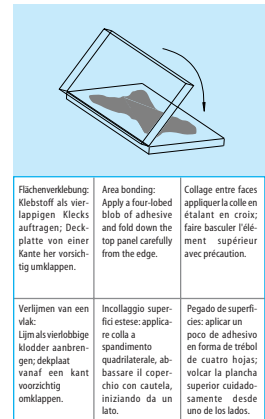 Flächenverklebung:
Klebstoff als vier-
lappigen Klecks
auftragen; Deck-
platte von einer
Kante her vorsich-
tig umklappen.
Area bonding:
Apply a four-lobed
blob of adhesive
and fold down the
top panel carefully
from the edge.
Collage entre faces
appliquer la colle en
étalant en croix;
faire basculer l'élé-
ment supérieur
avec précaution.
Verlijmen van een
vlak:
Lijm als vierlobbige
klodder aanbren-
gen; dekplaat
vanaf een kant
voorzichtig
omklappen.
Incollaggio super-
fici estese: applica-
re colla a
spandimento
quadrilaterale, ab-
bassare il coper-
chio con cautela,
iniziando da un
lato.
Pegado de superfi-
cies: aplicar un
poco de adhesivo
en forma de trébol
de cuatro hojas;
volcar la plancha
superior cuidado-
samente desde
uno de los lados.